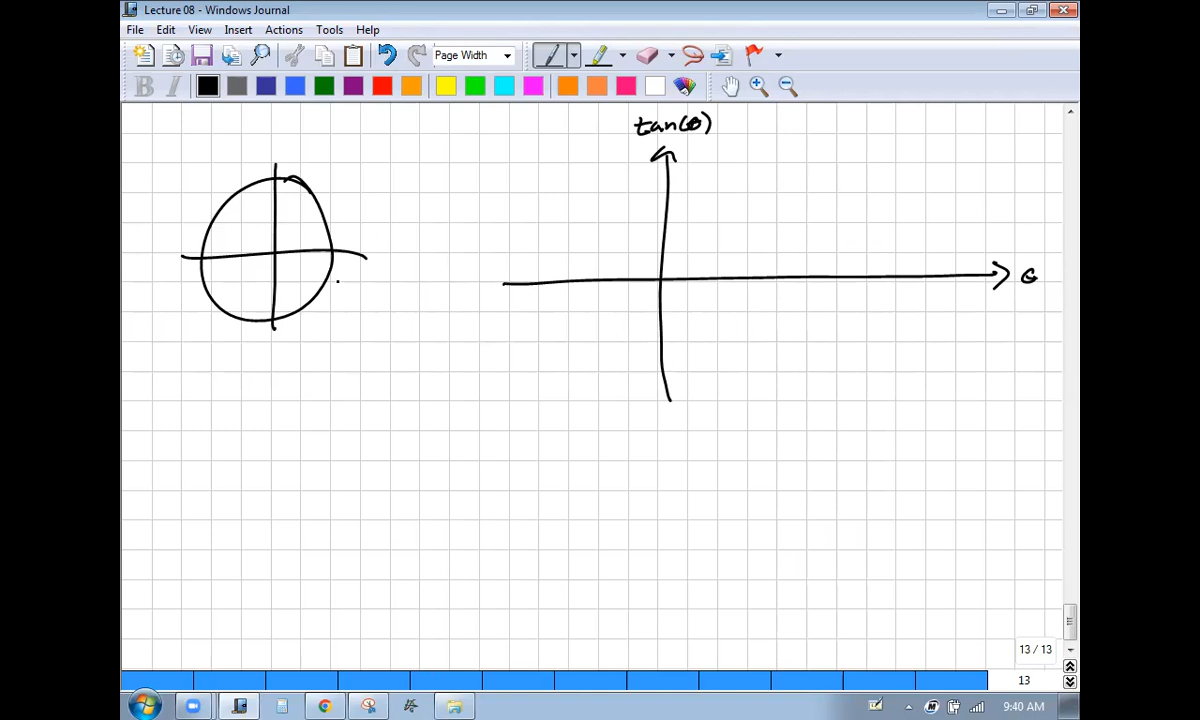 Lecture 08 - Windows Journal
File Edit View Insert Actions Tools Help
Page Width
B I
tan(θ)
θ
13 / 13
13
9:40 AM